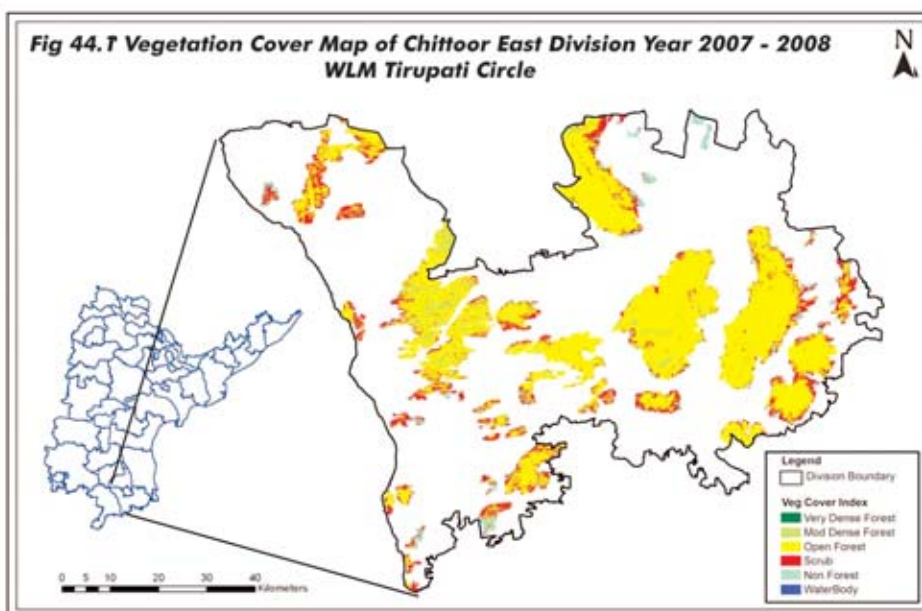 Fig 44.1 Vegetation Cover Map of Chittoor East Division Year 2007 - 2008
WLM Tirupati Circle
N
Legend
Division Boundary
Veg Cover Index
Very Dense Forest
Mod Dense Forest
Open Forest
Scrub
Non Forest
WaterBody
0 5 10 20 30 40
Kilometers